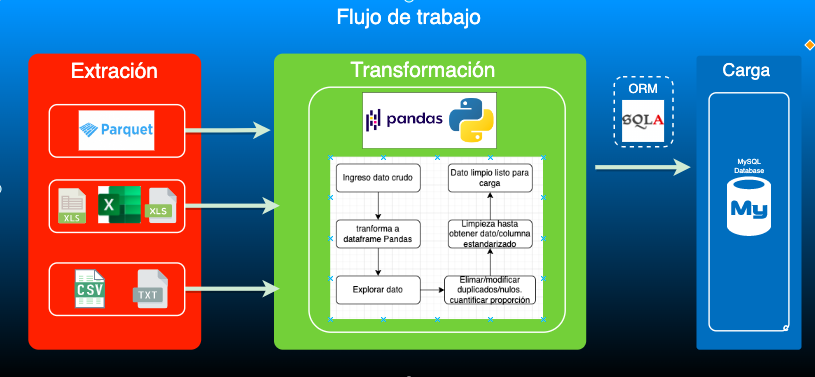 Flujo de trabajo
Extración
Parquet
XLS
X
XLS
CSV
TXT
Transformación
pandas
Ingreso dato crudo
tranforma a
dataframe Pandas
Explorar dato
Elimar/modificar
duplicados/nulos.
cuantificar proporción
Limpieza hasta
obtener dato/columna
estandarizado
Dato limpio listo para
carga
ORM
SQLA
Carga
MySQL
Database
My